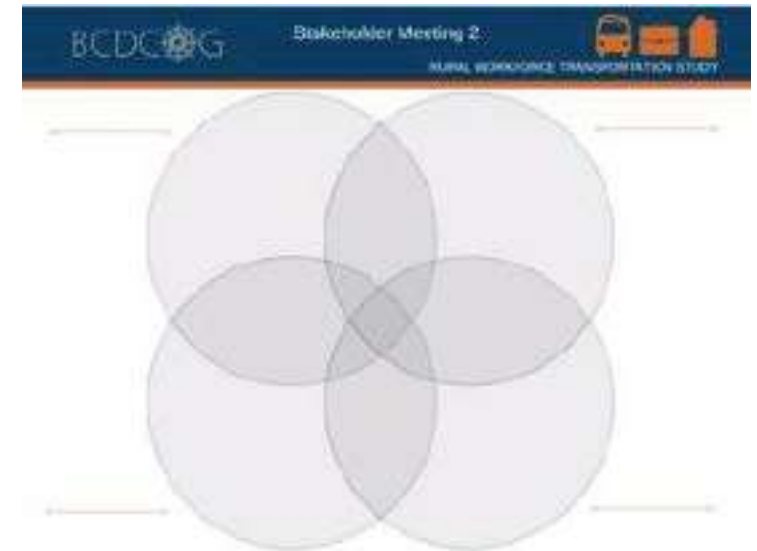 BCDCOG
Stakeholder Meeting 2
RURAL WORKFORCE TRANSPORTATION STUDY